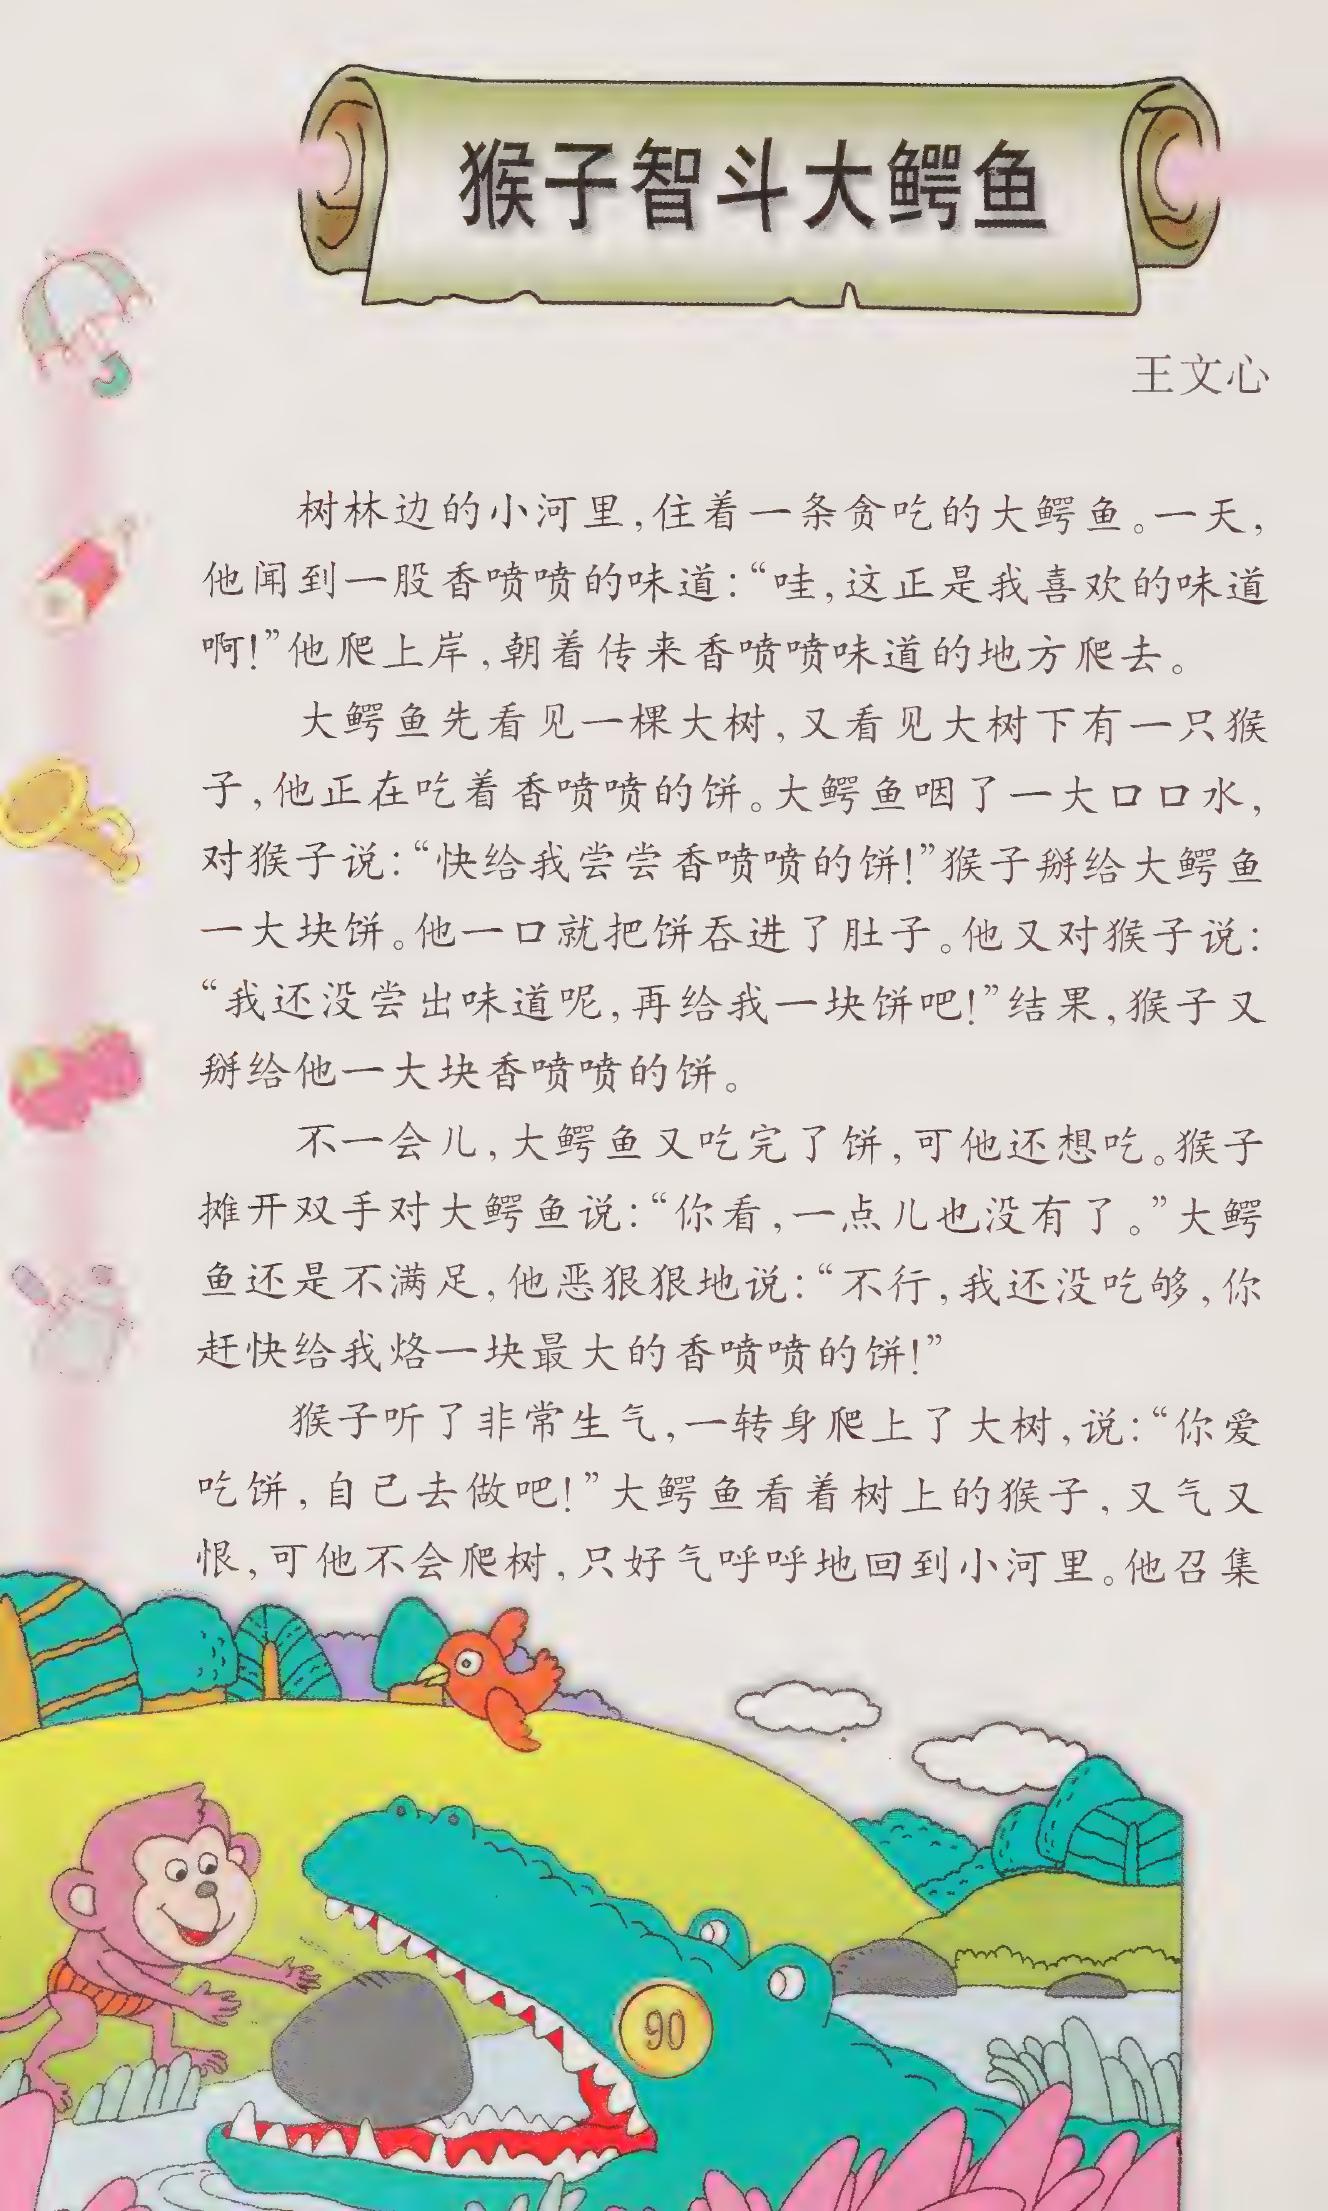 猴子智斗大鳄鱼
王文心
树林边的小河里,住着一条贪吃的大鳄鱼。一天,
他闻到一股香喷喷的味道:“哇,这正是我喜欢的味道
啊!”他爬上岸,朝着传来香喷喷味道的地方爬去。
大鳄鱼先看见一棵大树,又看见大树下有一只猴
子,他正在吃着香喷喷的饼。大鳄鱼咽了一大口口水,
对猴子说:“快给我尝尝香喷喷的饼!”猴子掰给大鳄鱼
一大块饼。他一口就把饼吞进了肚子。他又对猴子说:
“我还没尝出味道呢,再给我一块饼吧!”结果,猴子又
掰给他一大块香喷喷的饼。
不一会儿,大鳄鱼又吃完了饼,可他还想吃。猴子
摊开双手对大鳄鱼说:“你看,一点儿也没有了。”大鳄
鱼还是不满足,他恶狠狠地说:“不行,我还没吃够,你
赶快给我烙一块最大的香喷喷的饼!”
猴子听了非常生气,一转身爬上了大树,说:“你爱
吃饼,自己去做吧!”大鳄鱼看着树上的猴子,又气又
恨,可他不会爬树,只好气呼呼地回到小河里。他召集
90